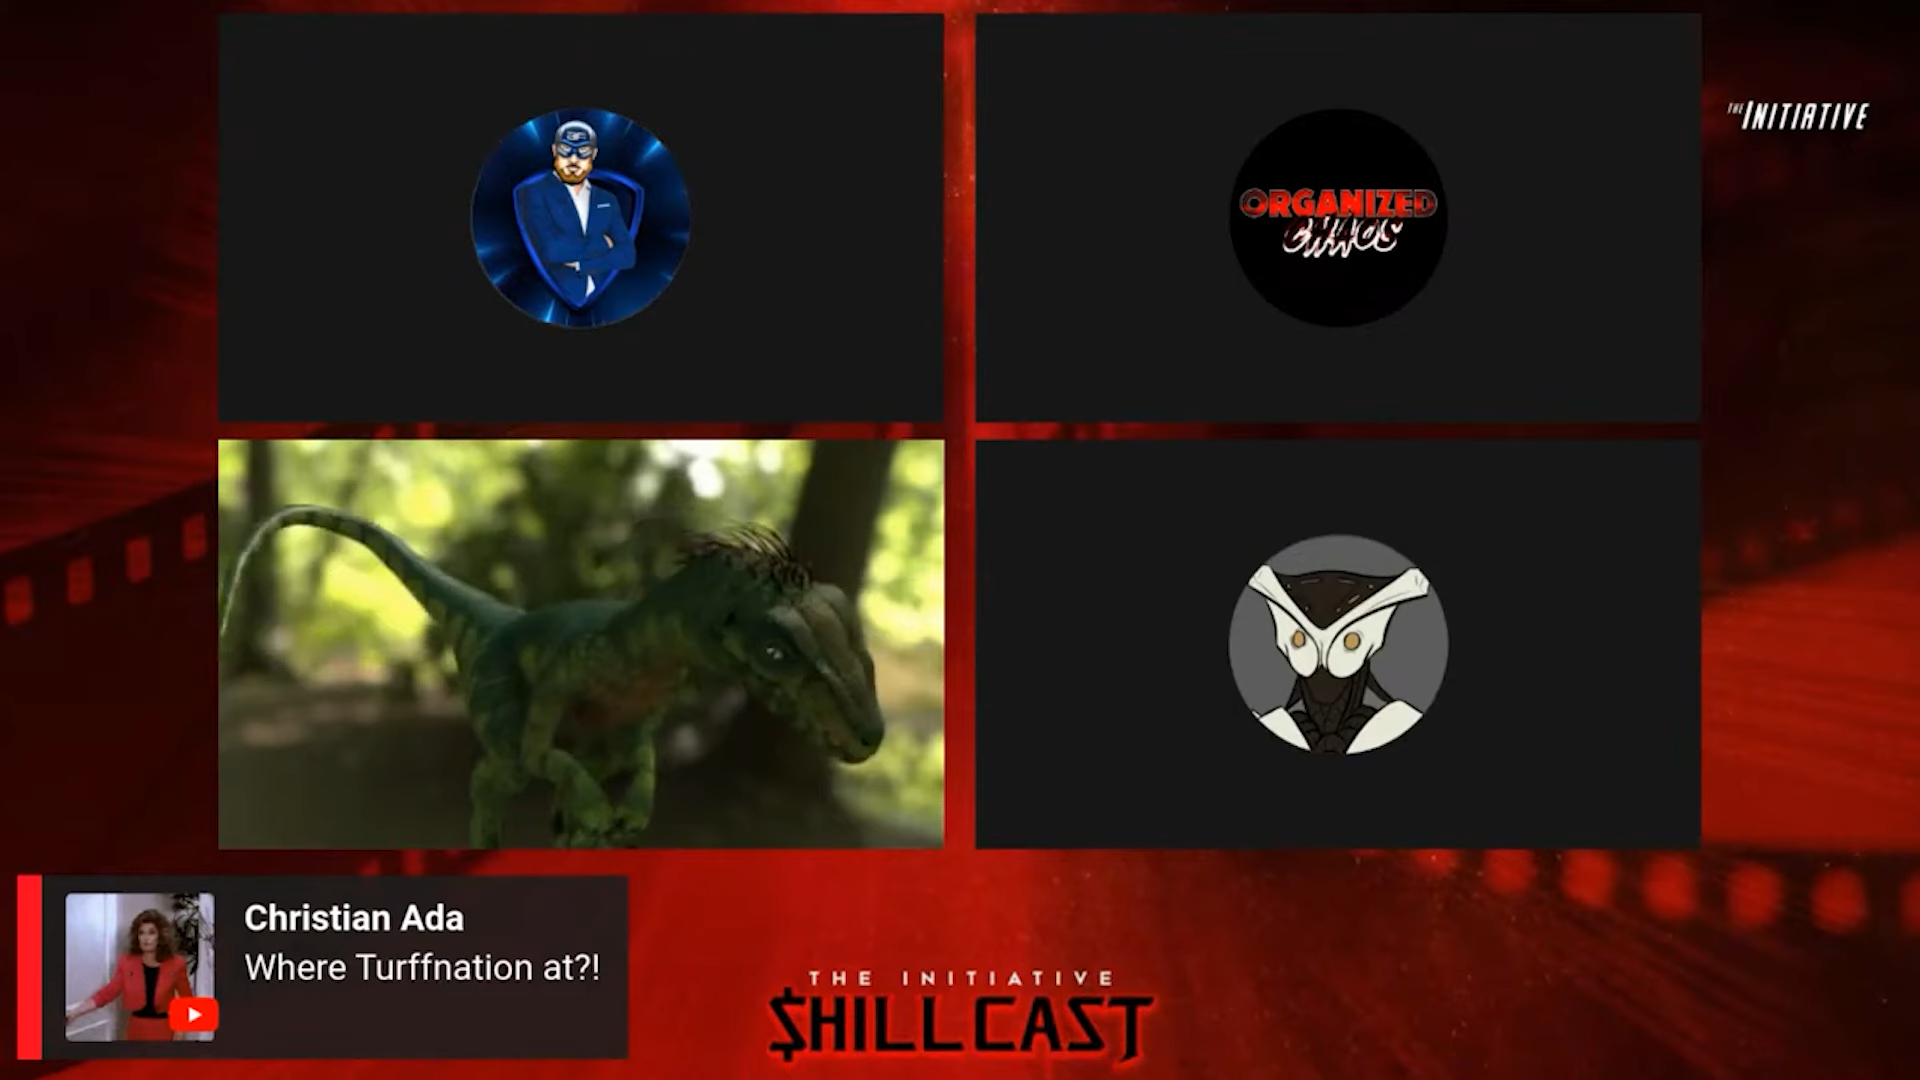 THE INITIATIVE
ORGANIZED
CHAOS
Christian Ada
Where Turffnation at?!
THE INITIATIVE
$HILLCAST